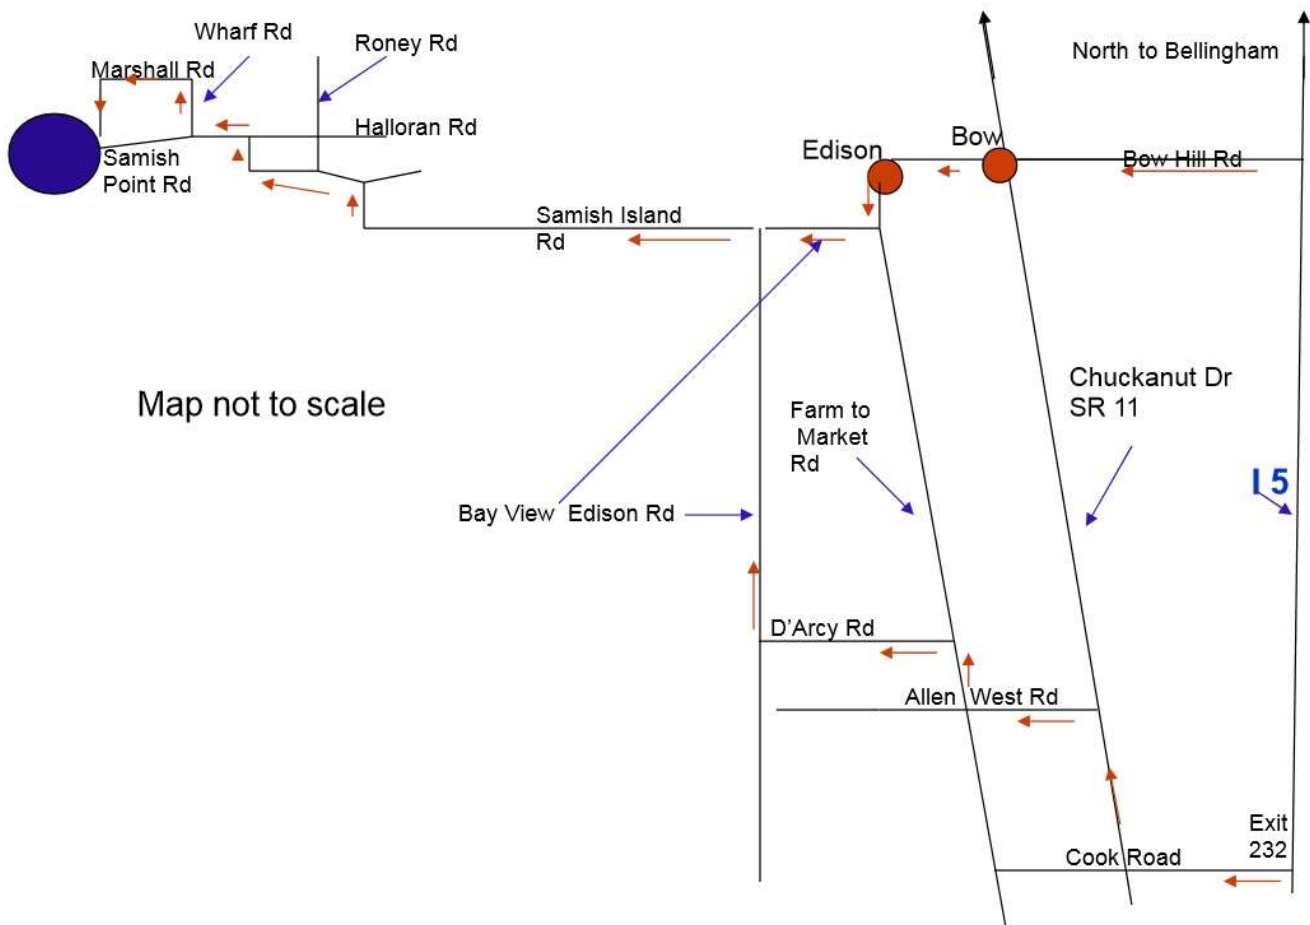 Wharf Rd
Roney Rd
North to Bellingham
Marshall Rd
Halloran Rd
Edison
Bow
Bow Hill Rd
Samish
Point Rd
Samish Island
Rd
Map not to scale
Chuckanut Dr
SR 11
Farm to
Market
Rd
I 5
Bay View Edison Rd
D'Arcy Rd
Allen West Rd
Exit
232
Cook Road